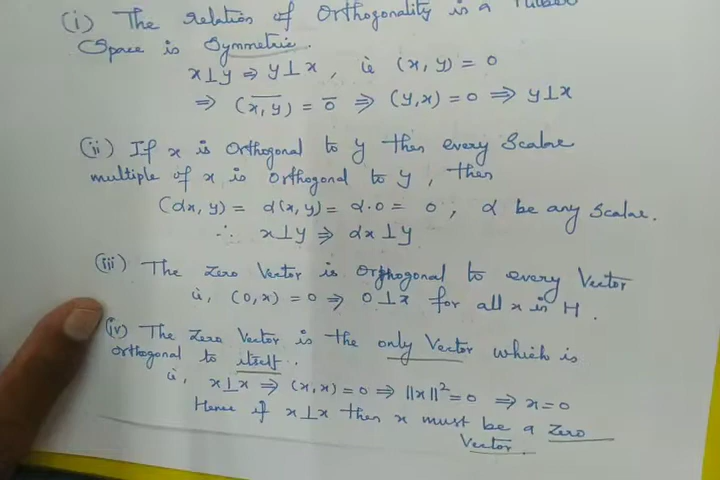 (i) The relation of Orthogonality is a
Space is Symmetric.
x⊥y ⇒ y⊥x, ie (x, y) = 0
⇒ (x̅,̅ ̅y̅) = 0̅ ⇒ (y,x) = 0 ⇒ y⊥x
(ii) If x is Orthogonal to y then every Scalar
multiple of x is orthogonal to y, then
(αx, y) = α(x, y) = α.0 = 0, α be any Scalar.
∴ x⊥y ⇒ αx⊥y
(iii) The Zero Vector is Orthogonal to every Vector
ie, (0,x) = 0 ⇒ 0⊥x for all x in H.
(iv) The Zero Vector is the only Vector which is
orthogonal to itself.
ie, x⊥x ⇒ (x,x) = 0 ⇒ ||x||² = 0 ⇒ x=0
Hence if x⊥x then x must be a Zero
Vector.